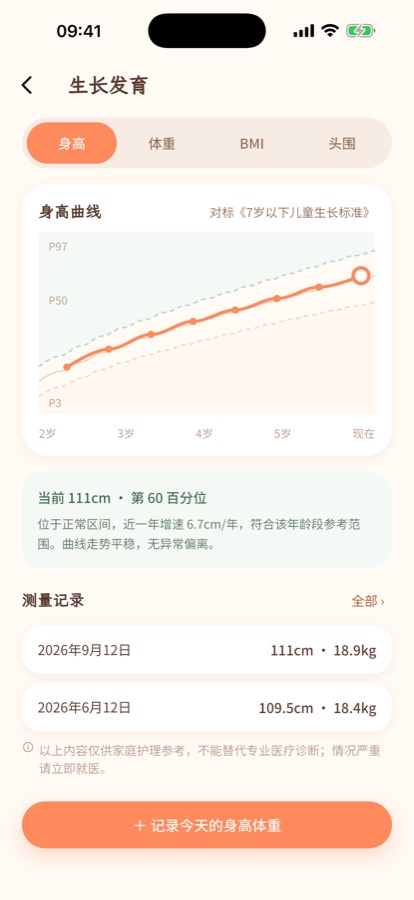 09:41
生长发育
身高 体重 BMI 头围
身高曲线 对标《7岁以下儿童生长标准》
P97
P50
P3
2岁 3岁 4岁 5岁 现在
当前 111cm · 第 60 百分位
位于正常区间，近一年增速 6.7cm/年，符合该年龄段参考范
围。曲线走势平稳，无异常偏离。
测量记录 全部 ›
2026年9月12日 111cm · 18.9kg
2026年6月12日 109.5cm · 18.4kg
以上内容仅供家庭护理参考，不能替代专业医疗诊断；情况严重
请立即就医。
＋ 记录今天的身高体重